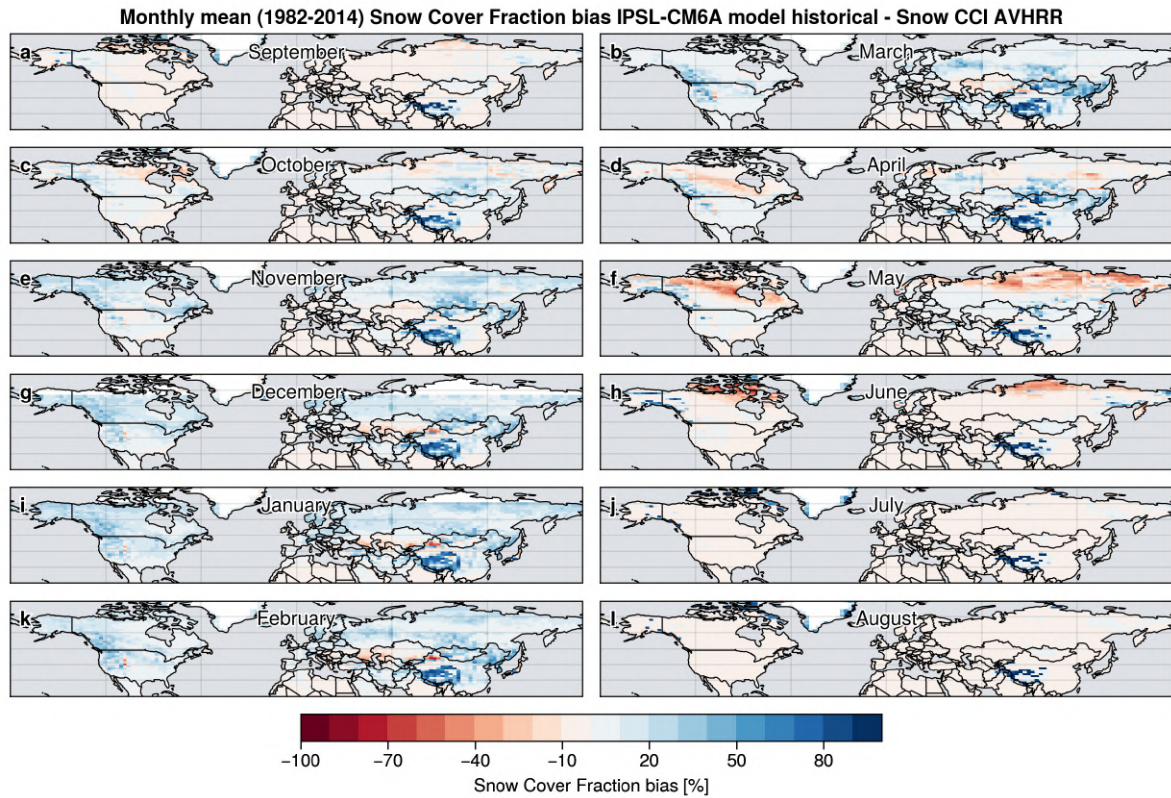 Monthly mean (1982-2014) Snow Cover Fraction bias IPSL-CM6A model historical - Snow CCI AVHRR
a September
b March
c October
d April
e November
f May
g December
h June
i January
j July
k February
l August
−100 −70 −40 −10 20 50 80
Snow Cover Fraction bias [%]